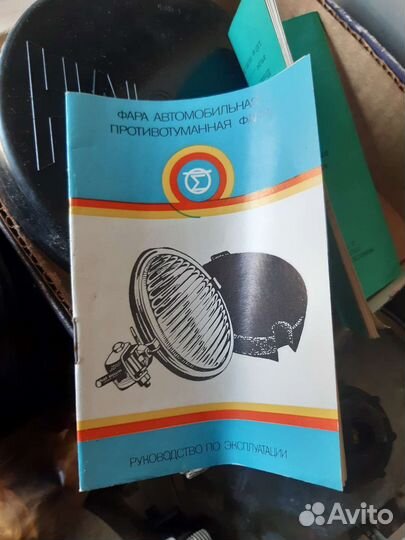 ФАРА АВТОМОБИЛЬНАЯ
ПРОТИВОТУМАННАЯ
РУКОВОДСТВО ПО ЭКСПЛУАТАЦИИ
Avito